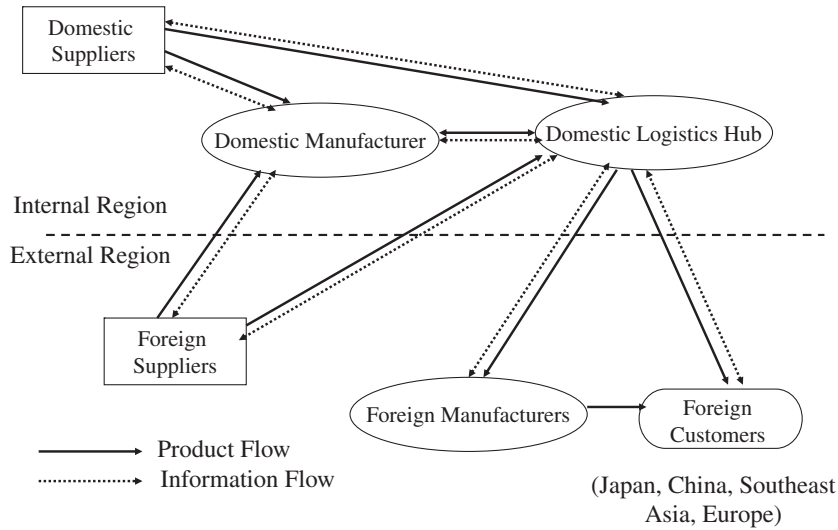 Domestic
Suppliers
Domestic Manufacturer
Domestic Logistics Hub
Internal Region
External Region
Foreign
Suppliers
Foreign Manufacturers
Foreign
Customers
Product Flow
Information Flow
(Japan, China, Southeast
Asia, Europe)